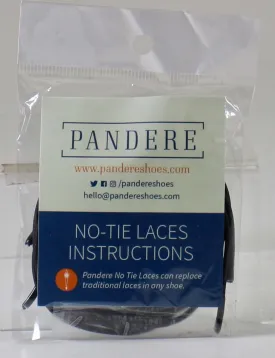 PANDERE
www.pandereshoes.com
/pandereshoes
hello@pandereshoes.com
NO-TIE LACES
INSTRUCTIONS
Pandere No Tie Laces can replace
traditional laces in any shoe.